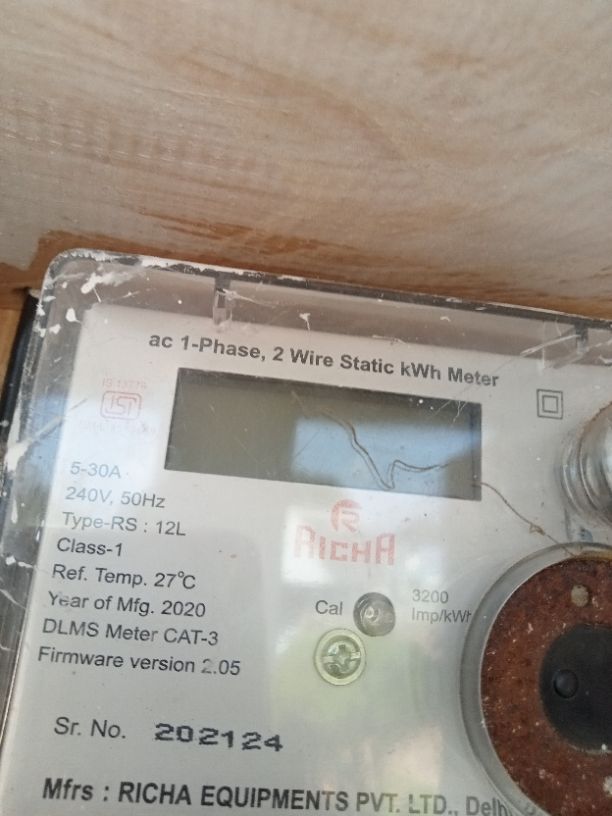 ac 1-Phase, 2 Wire Static kWh Meter
IS 13779
5-30A
240V, 50Hz
Type-RS : 12L
Class-1
Ref. Temp. 27°C
Year of Mfg. 2020
DLMS Meter CAT-3
Firmware version 2.05
R
RICHA
Cal
3200
Imp/kWh
Sr. No. 202124
Mfrs : RICHA EQUIPMENTS PVT. LTD., Delh